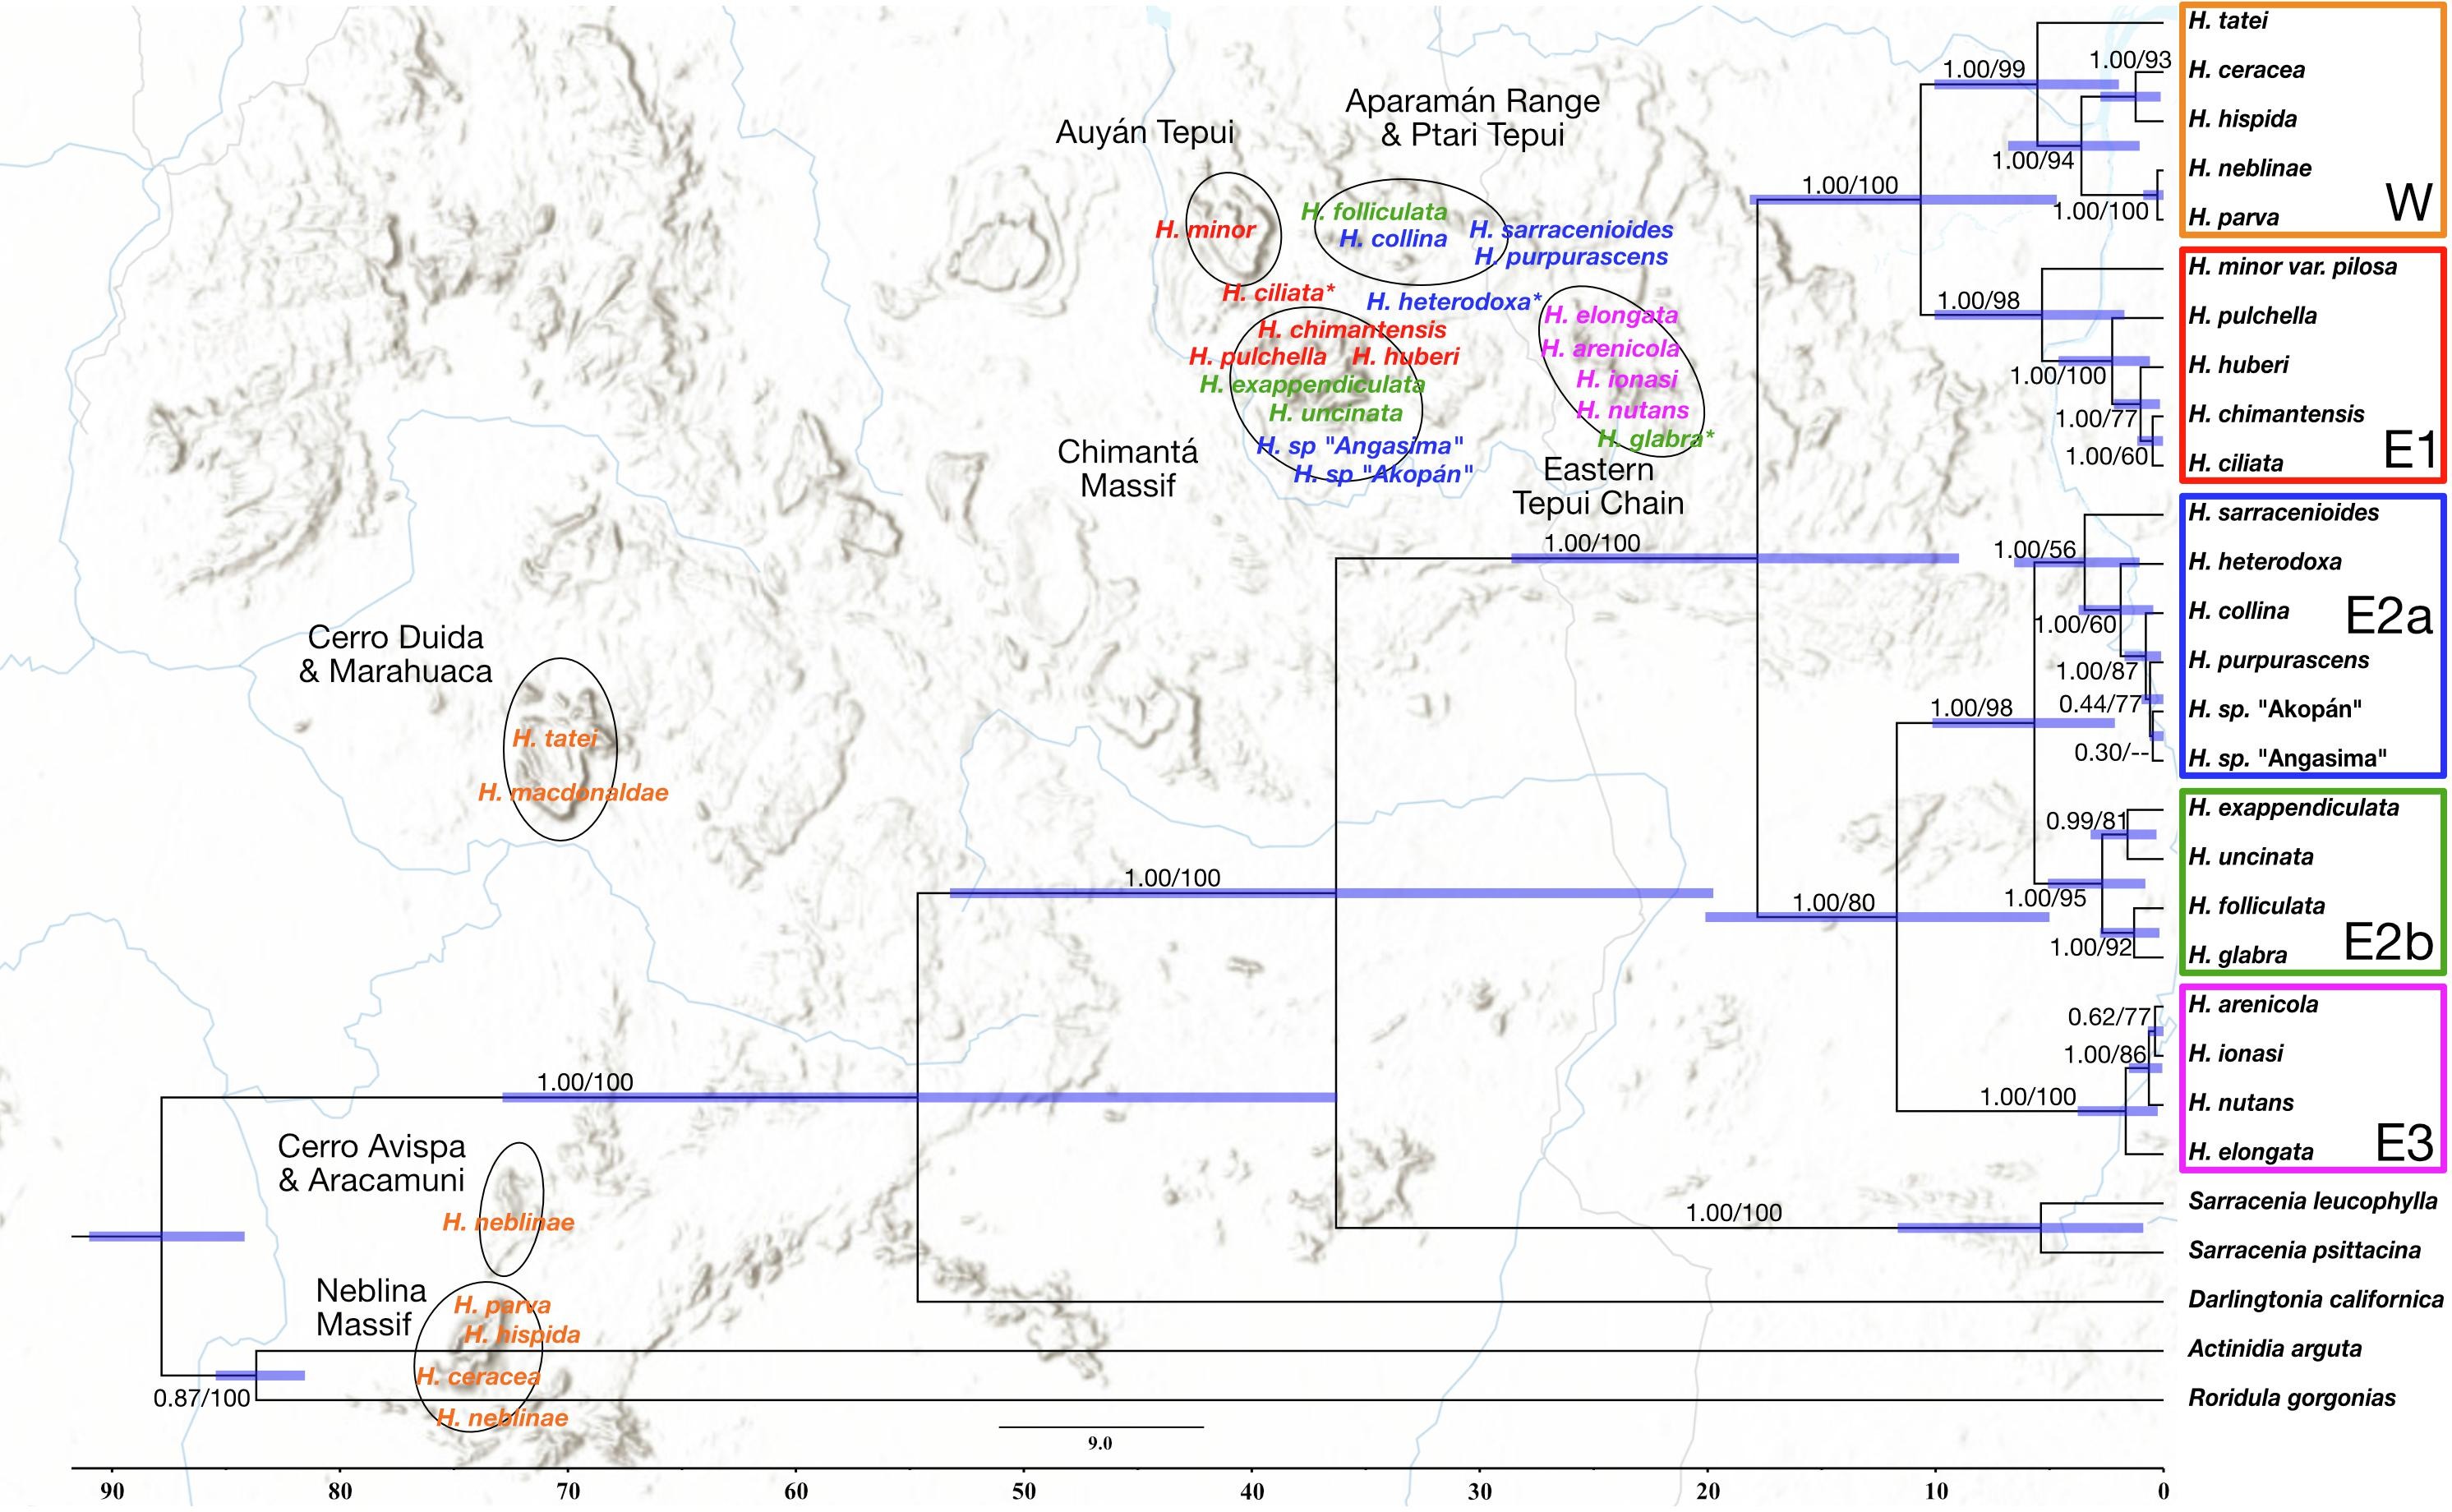 Auyán Tepui
Aparamán Range
& Ptari Tepui
H. minor
H. folliculata
H. collina
H. sarracenioides
H. purpurascens
H. ciliata*
H. heterodoxa*
H. chimantensis
H. pulchella
H. huberi
H. exappendiculata
H. uncinata
H. sp "Angasima"
H. sp "Akopán"
Chimantá
Massif
H. elongata
H. arenicola
H. ionasi
H. nutans
H. glabra*
Eastern
Tepui Chain
Cerro Duida
& Marahuaca
H. tatei
H. macdonaldae
Cerro Avispa
& Aracamuni
H. neblinae
Neblina
Massif
H. parva
H. hispida
H. ceracea
H. neblinae
1.00/99
1.00/93
1.00/94
1.00/100
1.00/100
1.00/98
1.00/100
1.00/77
1.00/60
1.00/100
1.00/56
1.00/60
1.00/87
0.44/77
0.30/--
1.00/98
0.99/81
1.00/95
1.00/92
1.00/80
1.00/100
0.62/77
1.00/86
1.00/100
1.00/100
1.00/100
0.87/100
H. tatei
H. ceracea
H. hispida
H. neblinae
H. parva
W
H. minor var. pilosa
H. pulchella
H. huberi
H. chimantensis
H. ciliata
E1
H. sarracenioides
H. heterodoxa
H. collina
H. purpurascens
H. sp. "Akopán"
H. sp. "Angasima"
E2a
H. exappendiculata
H. uncinata
H. folliculata
H. glabra
E2b
H. arenicola
H. ionasi
H. nutans
H. elongata
E3
Sarracenia leucophylla
Sarracenia psittacina
Darlingtonia californica
Actinidia arguta
Roridula gorgonias
9.0
90 80 70 60 50 40 30 20 10 0